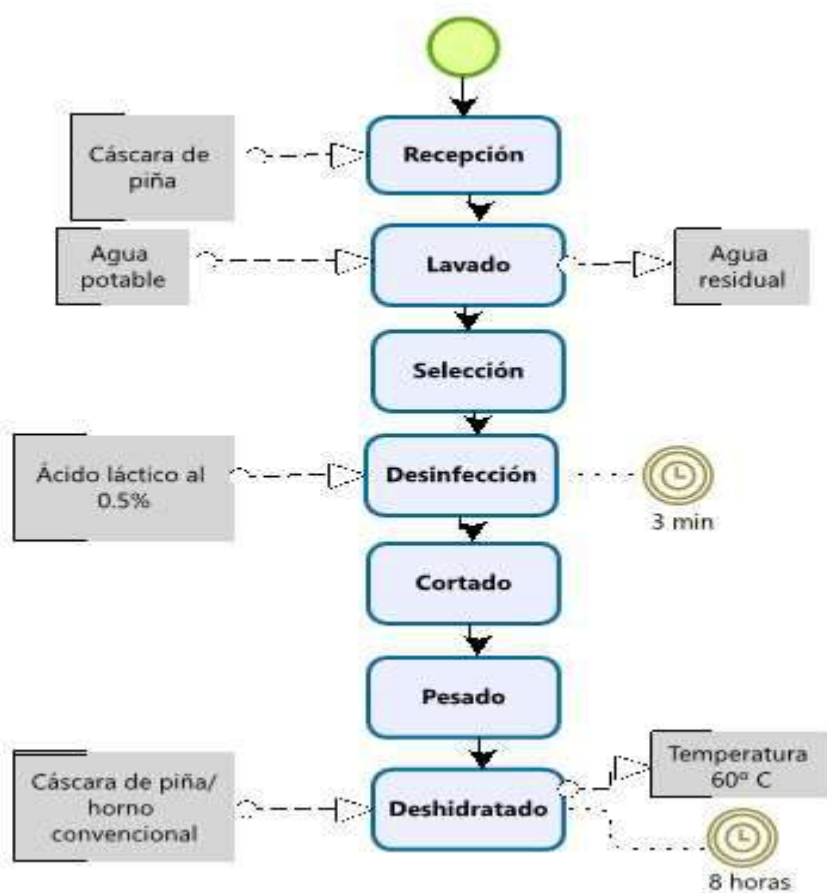 Cáscara de
piña
Recepción
Agua
potable
Lavado
Agua
residual
Selección
Ácido láctico al
0.5%
Desinfección
3 min
Cortado
Pesado
Cáscara de piña/
horno
convencional
Deshidratado
Temperatura
60º C
8 horas